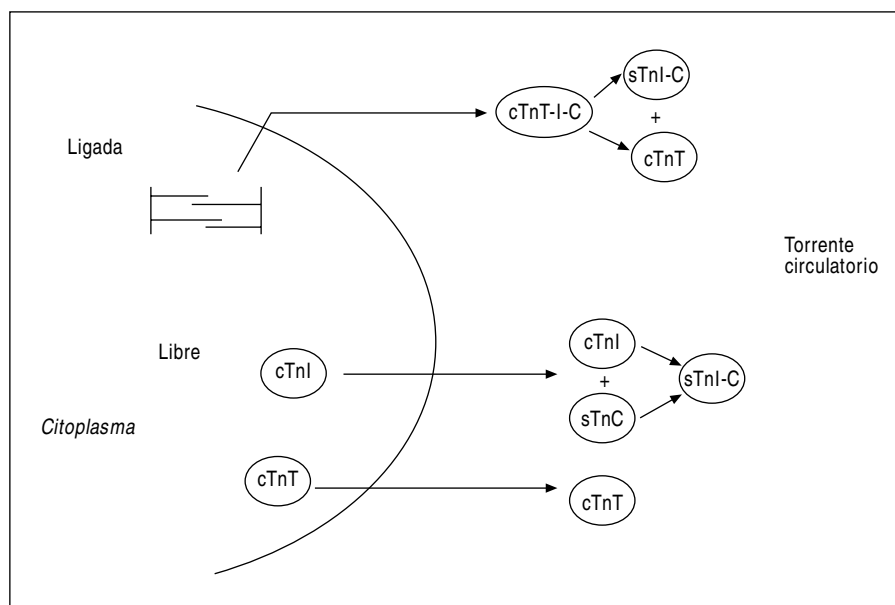 sTnI-C
Ligada
cTnT-I-C
+
cTnT
Torrente
circulatorio
Libre
cTnI
cTnI
+
sTnI-C
sTnC
Citoplasma
cTnT
cTnT